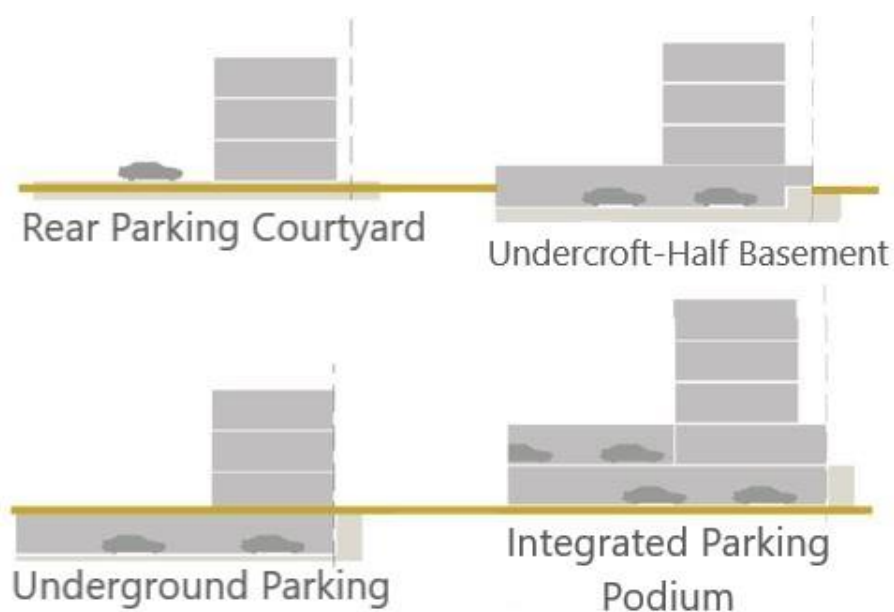 Rear Parking Courtyard
Undercroft-Half Basement
Underground Parking
Integrated Parking
Podium